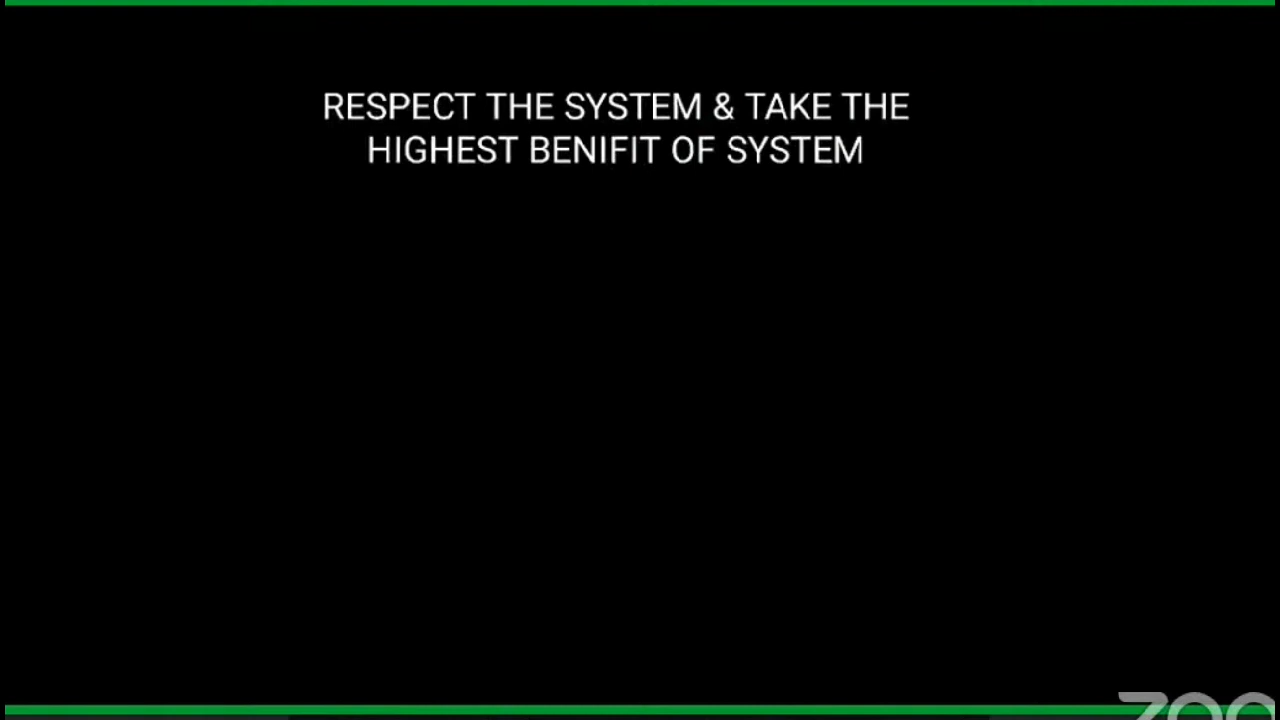 RESPECT THE SYSTEM & TAKE THE
HIGHEST BENIFIT OF SYSTEM